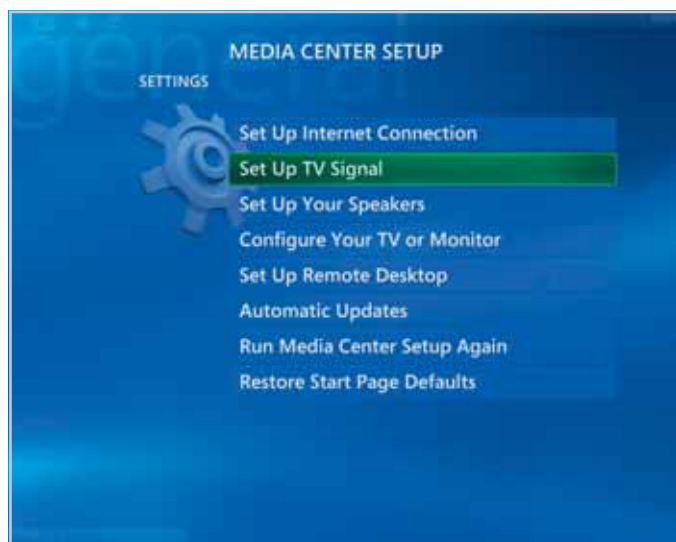 general
MEDIA CENTER SETUP
SETTINGS
Set Up Internet Connection
Set Up TV Signal
Set Up Your Speakers
Configure Your TV or Monitor
Set Up Remote Desktop
Automatic Updates
Run Media Center Setup Again
Restore Start Page Defaults